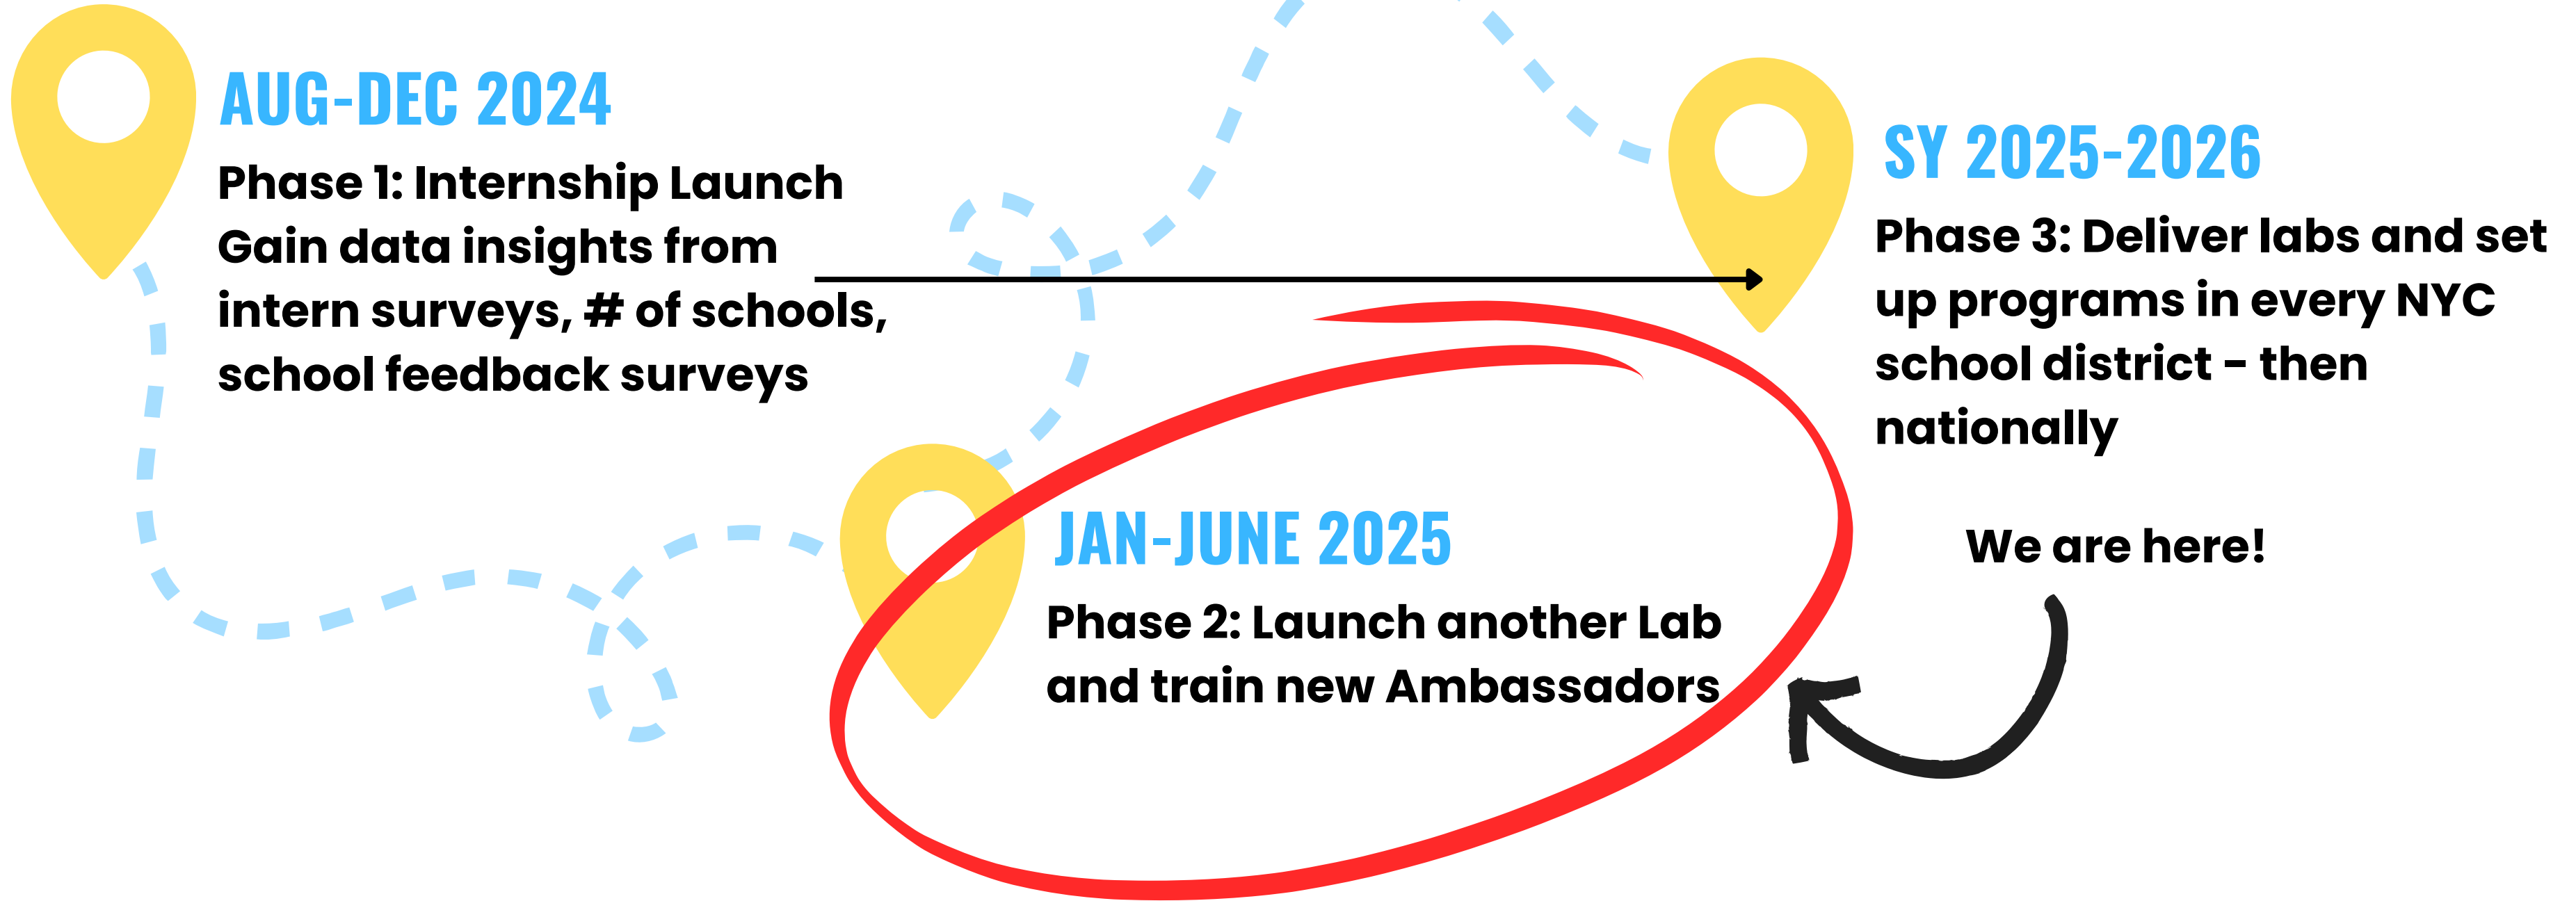 AUG-DEC 2024
Phase 1: Internship Launch
Gain data insights from
intern surveys, # of schools,
school feedback surveys
JAN-JUNE 2025
Phase 2: Launch another Lab
and train new Ambassadors
SY 2025-2026
Phase 3: Deliver labs and set
up programs in every NYC
school district - then
nationally
We are here!